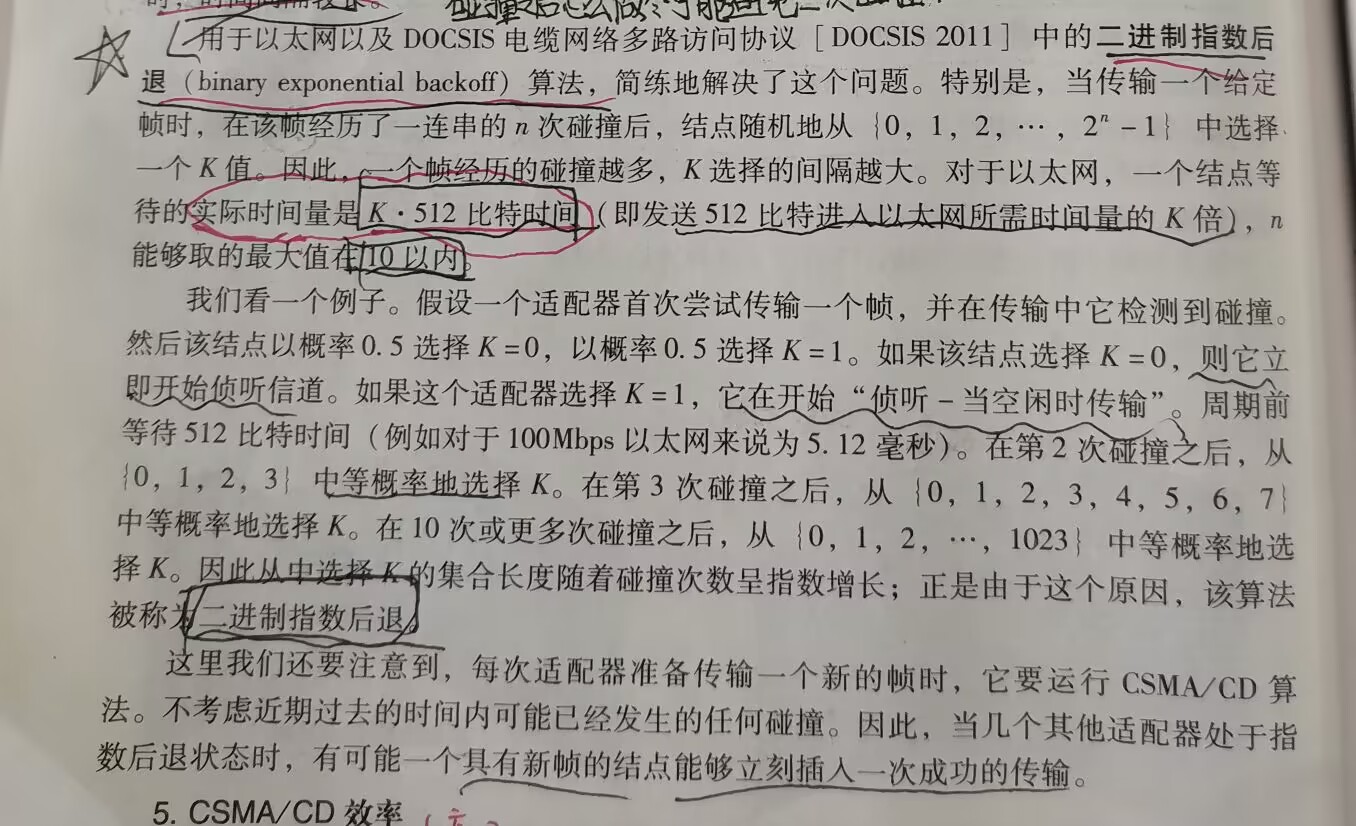 时，时间间隔较长。
用于以太网以及 DOCSIS 电缆网络多路访问协议［DOCSIS 2011］中的二进制指数后
退（binary exponential backoff）算法，简练地解决了这个问题。特别是，当传输一个给定
帧时，在该帧经历了一连串的 n 次碰撞后，结点随机地从 {0，1，2，…，2ⁿ－1} 中选择
一个 K 值。因此，一个帧经历的碰撞越多，K 选择的间隔越大。对于以太网，一个结点等
待的实际时间量是 K·512 比特时间（即发送 512 比特进入以太网所需时间量的 K 倍），n
能够取的最大值在 10 以内。
我们看一个例子。假设一个适配器首次尝试传输一个帧，并在传输中它检测到碰撞。
然后该结点以概率 0.5 选择 K=0，以概率 0.5 选择 K=1。如果该结点选择 K=0，则它立
即开始侦听信道。如果这个适配器选择 K=1，它在开始“侦听－当空闲时传输”。周期前
等待 512 比特时间（例如对于 100Mbps 以太网来说为 5.12 毫秒）。在第 2 次碰撞之后，从
{0，1，2，3} 中等概率地选择 K。在第 3 次碰撞之后，从 {0，1，2，3，4，5，6，7}
中等概率地选择 K。在 10 次或更多次碰撞之后，从 {0，1，2，…，1023} 中等概率地选
择 K。因此从中选择 K 的集合长度随着碰撞次数呈指数增长；正是由于这个原因，该算法
被称为二进制指数后退。
这里我们还要注意到，每次适配器准备传输一个新的帧时，它要运行 CSMA/CD 算
法。不考虑近期过去的时间内可能已经发生的任何碰撞。因此，当几个其他适配器处于指
数后退状态时，有可能一个具有新帧的结点能够立刻插入一次成功的传输。
5. CSMA/CD 效率